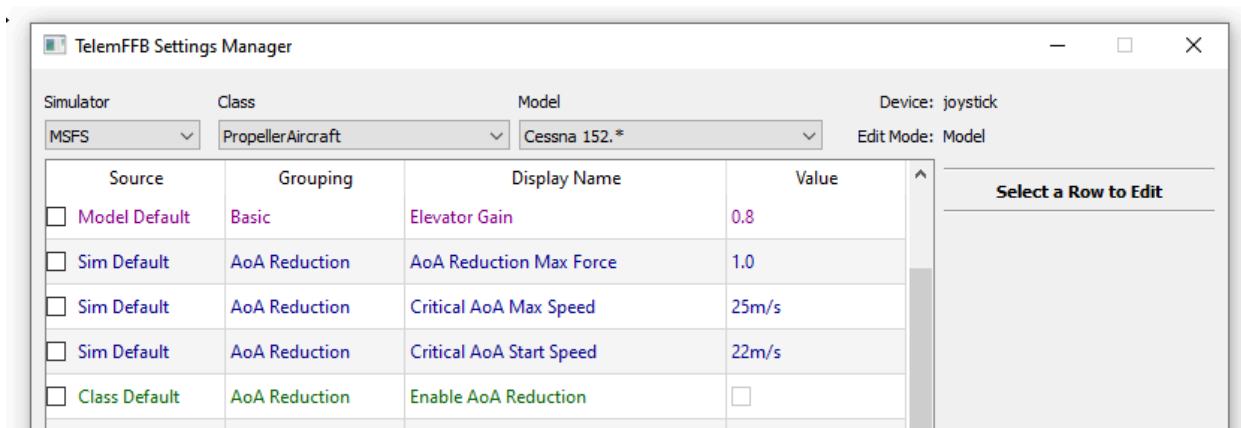 TelemFFB Settings Manager
Simulator Class Model Device: joystick
MSFS PropellerAircraft Cessna 152.* Edit Mode: Model
Source Grouping Display Name Value Select a Row to Edit
Model Default Basic Elevator Gain 0.8
Sim Default AoA Reduction AoA Reduction Max Force 1.0
Sim Default AoA Reduction Critical AoA Max Speed 25m/s
Sim Default AoA Reduction Critical AoA Start Speed 22m/s
Class Default AoA Reduction Enable AoA Reduction